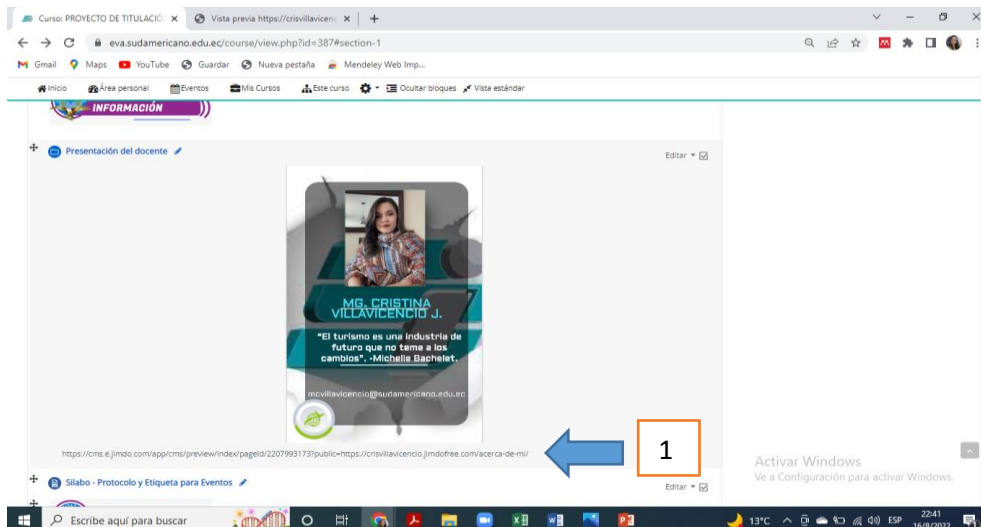 Curso: PROYECTO DE TITULACIÓ
Vista previa https://crisvillavicenc
eva.sudamericano.edu.ec/course/view.php?id=387#section-1
Gmail Maps YouTube Guardar Nueva pestaña Mendeley Web Imp...
Inicio Área personal Eventos Mis Cursos Este curso Ocultar bloques Vista estándar
INFORMACIÓN
Presentación del docente
Editar
MG. CRISTINA
VILLAVICENCIO J.
"El turismo es una industria de
futuro que no teme a los
cambios". -Michelle Bachelet.
mcvillavicencio@sudamericano.edu.ec
https://cms.e.jimdo.com/app/cms/preview/index/pageId/2207993173?public=https://crisvillavicencio.jimdofree.com/acerca-de-mi/
1
Activar Windows
Ve a Configuración para activar Windows.
Silabo - Protocolo y Etiqueta para Eventos
Editar
Escribe aquí para buscar
13°C ESP 22:41
16/8/2022